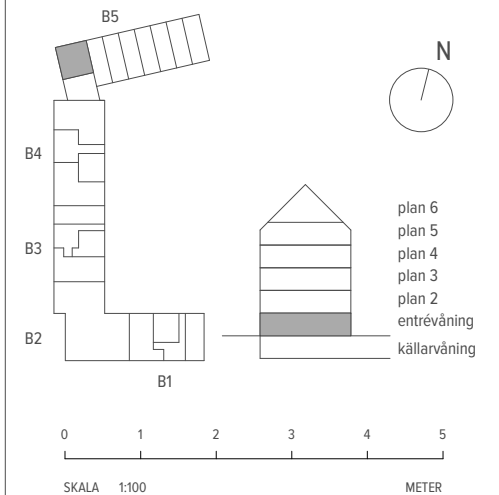 B5
N
B4
plan 6
plan 5
plan 4
B3
plan 3
plan 2
entrévåning
B2
källarvåning
B1
0 1 2 3 4 5
SKALA 1:100 METER